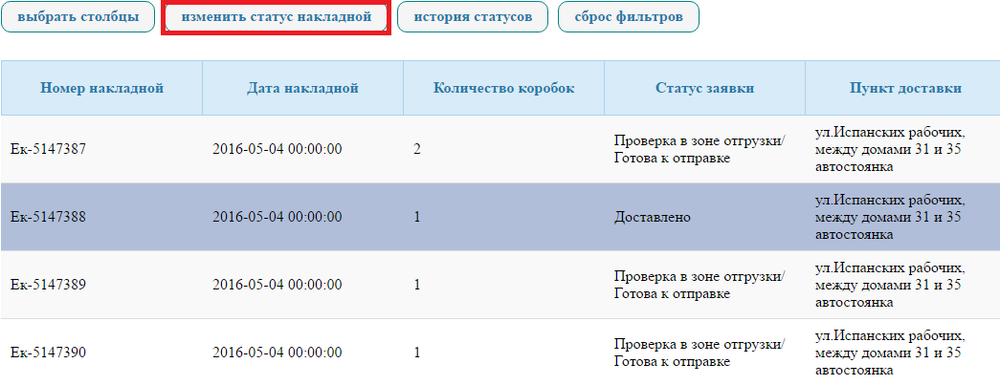 выбрать столбцы изменить статус накладной история статусов сброс фильтров
Номер накладной Дата накладной Количество коробок Статус заявки Пункт доставки
Ек-5147387 2016-05-04 00:00:00 2 Проверка в зоне отгрузки/
Готова к отправке
ул.Испанских рабочих,
между домами 31 и 35
автостоянка
Ек-5147388 2016-05-04 00:00:00 1 Доставлено
ул.Испанских рабочих,
между домами 31 и 35
автостоянка
Ек-5147389 2016-05-04 00:00:00 1 Проверка в зоне отгрузки/
Готова к отправке
ул.Испанских рабочих,
между домами 31 и 35
автостоянка
Ек-5147390 2016-05-04 00:00:00 1 Проверка в зоне отгрузки/
Готова к отправке
ул.Испанских рабочих,
между домами 31 и 35
автостоянка